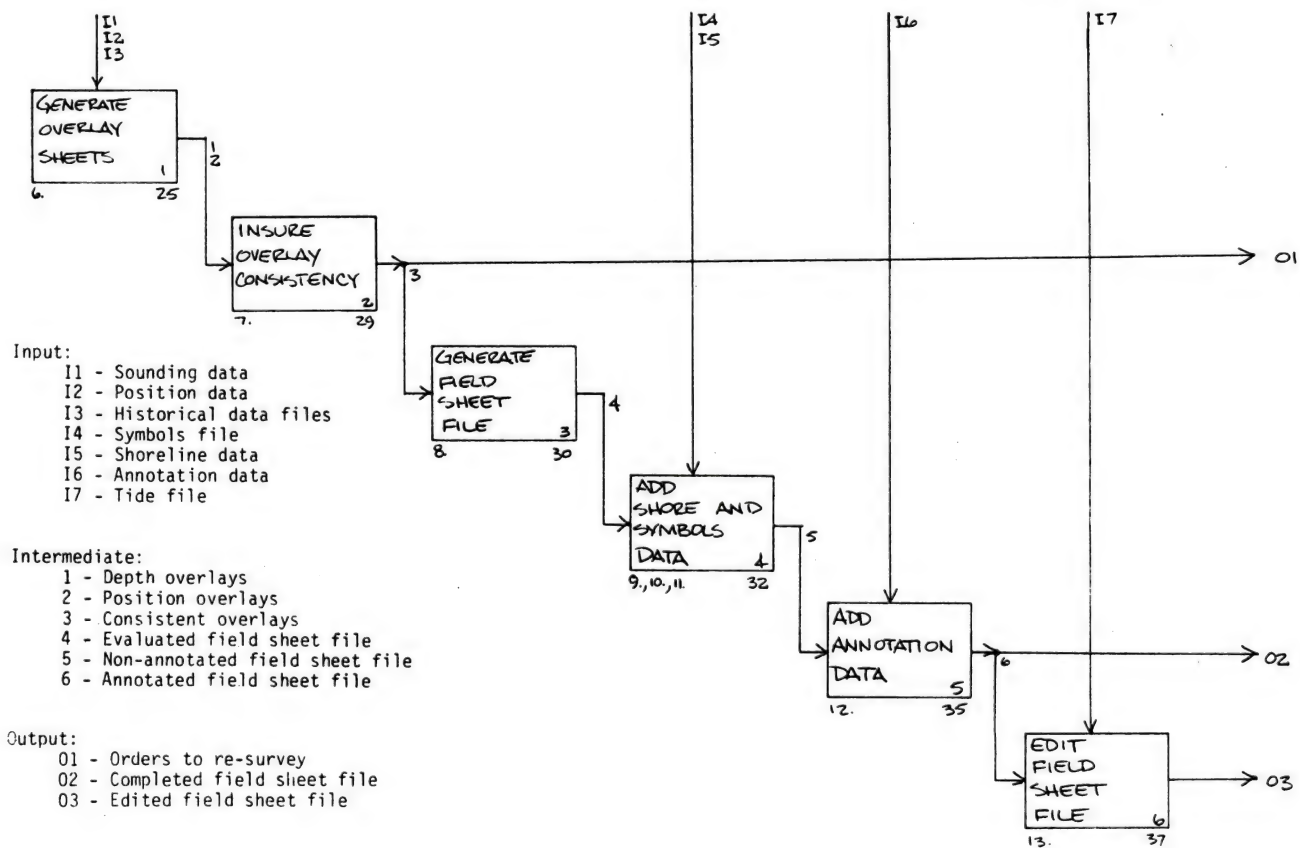 I1
I2
I3
I4
I5
I6
I7
GENERATE
OVERLAY
SHEETS
1
6.
25
1
2
INSURE
OVERLAY
CONSISTENCY
2
7.
29
3
O1
GENERATE
FIELD
SHEET
FILE
3
8.
30
4
ADD
SHORE AND
SYMBOLS
DATA
4
9.,10.,11.
32
5
ADD
ANNOTATION
DATA
5
12.
35
6
O2
EDIT
FIELD
SHEET
FILE
6
13.
37
O3
Input:
I1 - Sounding data
I2 - Position data
I3 - Historical data files
I4 - Symbols file
I5 - Shoreline data
I6 - Annotation data
I7 - Tide file
Intermediate:
1 - Depth overlays
2 - Position overlays
3 - Consistent overlays
4 - Evaluated field sheet file
5 - Non-annotated field sheet file
6 - Annotated field sheet file
Output:
O1 - Orders to re-survey
O2 - Completed field sheet file
O3 - Edited field sheet file